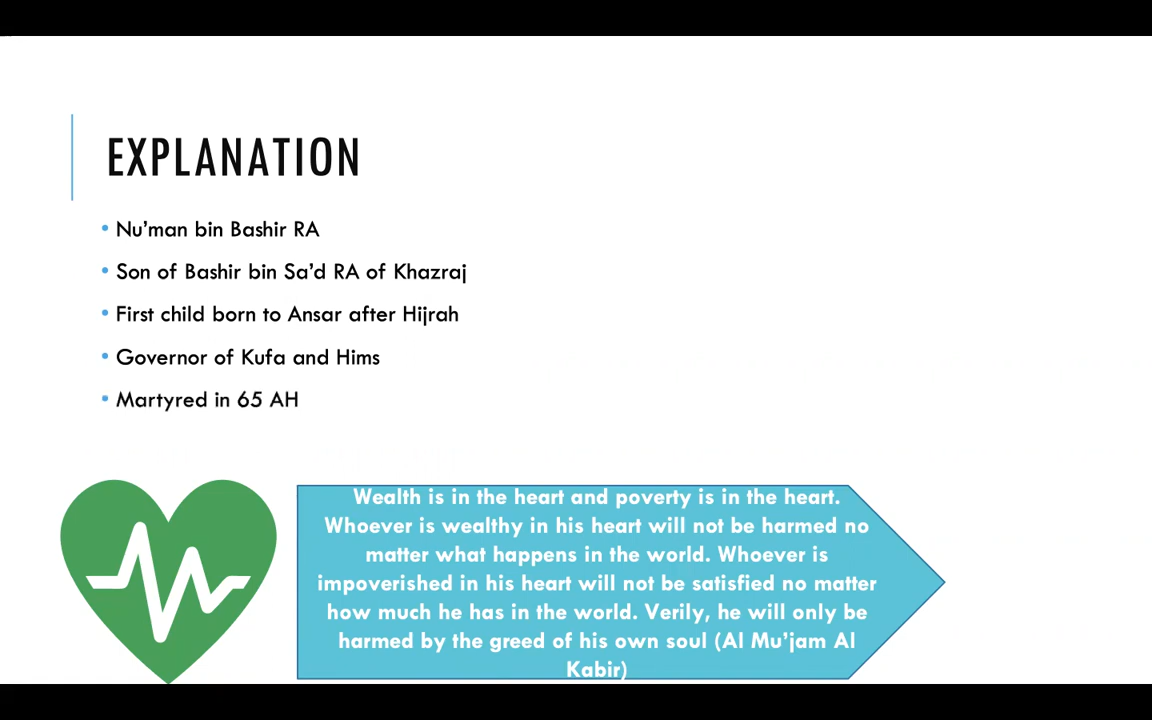 EXPLANATION
Nu’man bin Bashir RA
Son of Bashir bin Sa’d RA of Khazraj
First child born to Ansar after Hijrah
Governor of Kufa and Hims
Martyred in 65 AH
Wealth is in the heart and poverty is in the heart.
Whoever is wealthy in his heart will not be harmed no
matter what happens in the world. Whoever is
impoverished in his heart will not be satisfied no matter
how much he has in the world. Verily, he will only be
harmed by the greed of his own soul (Al Mu’jam Al
Kabir)